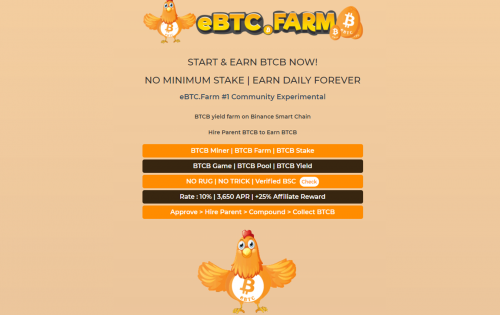 eBTC.FARM
START & EARN BTCB NOW!
NO MINIMUM STAKE | EARN DAILY FOREVER
eBTC.Farm #1 Community Experimental
BTCB yield farm on Binance Smart Chain
Hire Parent BTCB to Earn BTCB
BTCB Miner | BTCB Farm | BTCB Stake
BTCB Game | BTCB Pool | BTCB Yield
NO RUG | NO TRICK | Verified BSC Check
Rate : 10% | 3,650 APR | +25% Affiliate Reward
Approve > Hire Parent > Compound > Collect BTCB